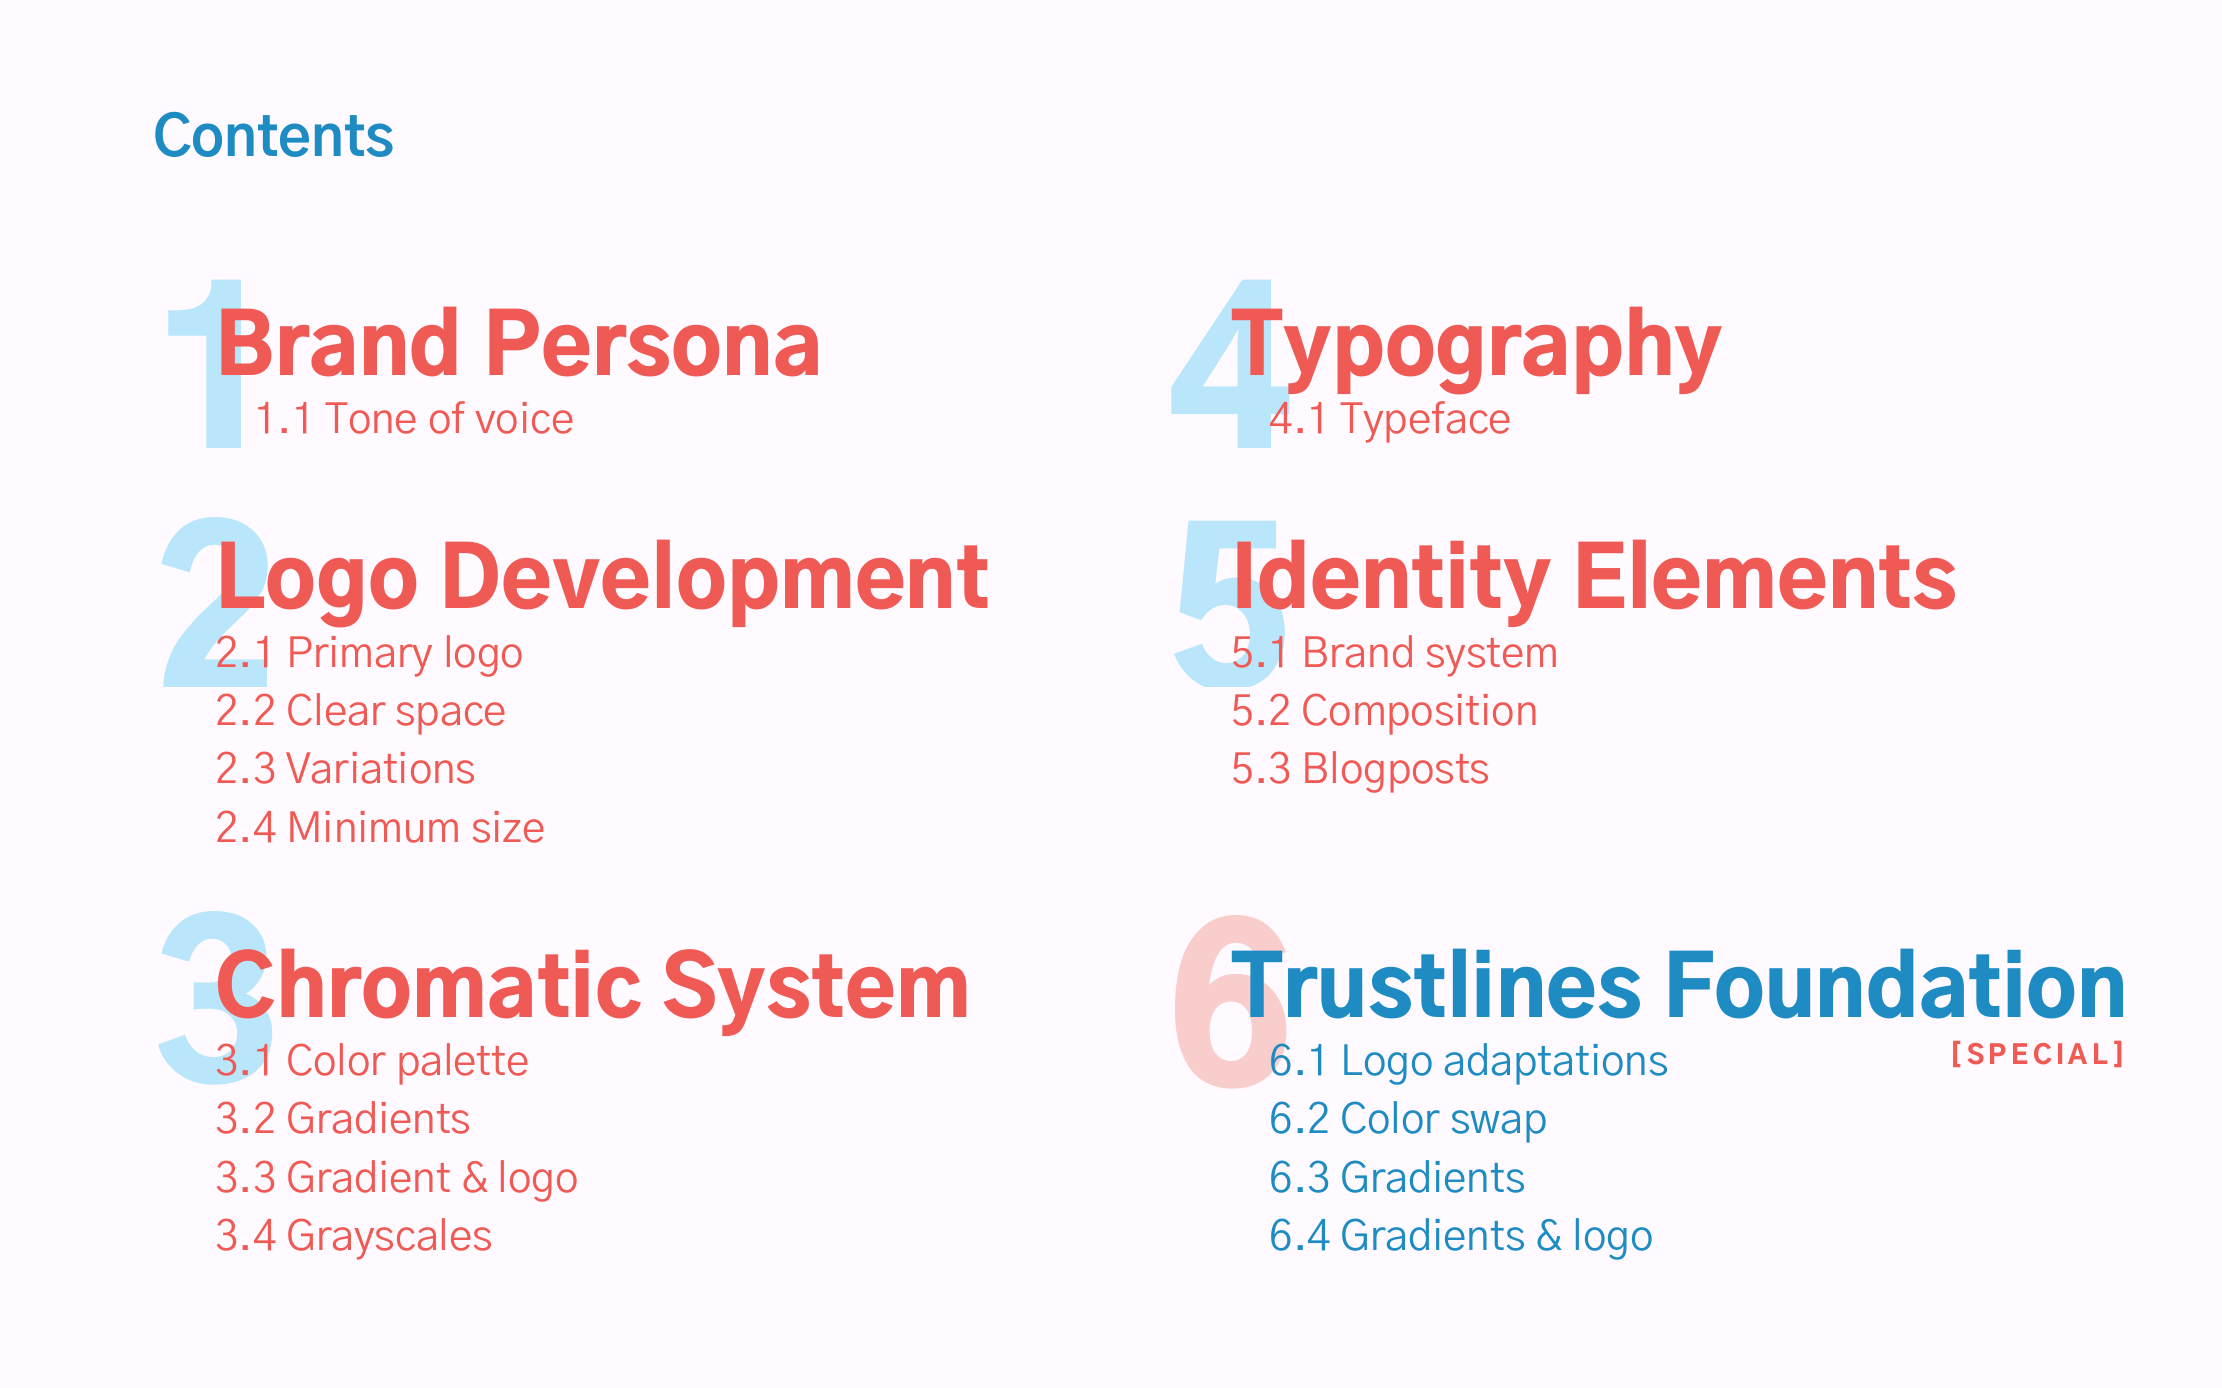 Contents
1
Brand Persona
1.1 Tone of voice
2
Logo Development
2.1 Primary logo
2.2 Clear space
2.3 Variations
2.4 Minimum size
3
Chromatic System
3.1 Color palette
3.2 Gradients
3.3 Gradient & logo
3.4 Grayscales
4
Typography
4.1 Typeface
5
Identity Elements
5.1 Brand system
5.2 Composition
5.3 Blogposts
6
Trustlines Foundation
[SPECIAL]
6.1 Logo adaptations
6.2 Color swap
6.3 Gradients
6.4 Gradients & logo